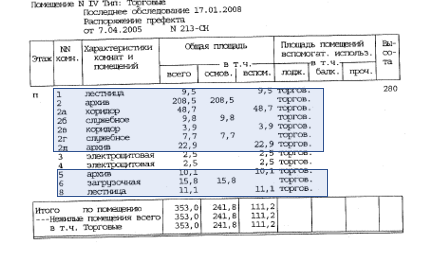 Помещение N IV Тип: Торговые
Последнее обследование 17.01.2008
Распоряжение префекта
от 7.04.2005 N 213-СН
Этаж NN комн. Характеристики комнат и помещений Общая площадь Площадь помещений вспомогат. использ. Высота
всего в т.ч. основ. вспом. в т.ч. лодж. балк. проч.
п 1 лестница 9,5 9,5 торгов. 280
2 архив 208,5 208,5 торгов.
2а коридор 48,7 48,7 торгов.
2б служебное 9,8 9,8 торгов.
2в коридор 3,9 3,9 торгов.
2г служебное 7,7 7,7 торгов.
2д архив 22,9 22,9 торгов.
3 электрощитовая 2,5 2,5 торгов.
4 электрощитовая 2,5 2,5 торгов.
5 архив 10,1 10,1 торгов.
6 загрузочная 15,8 15,8 торгов.
8 лестница 11,1 11,1 торгов.
Итого по помещению 353,0 241,8 111,2
---Нежилые помещения всего 353,0 241,8 111,2
в т.ч. Торговые 353,0 241,8 111,2